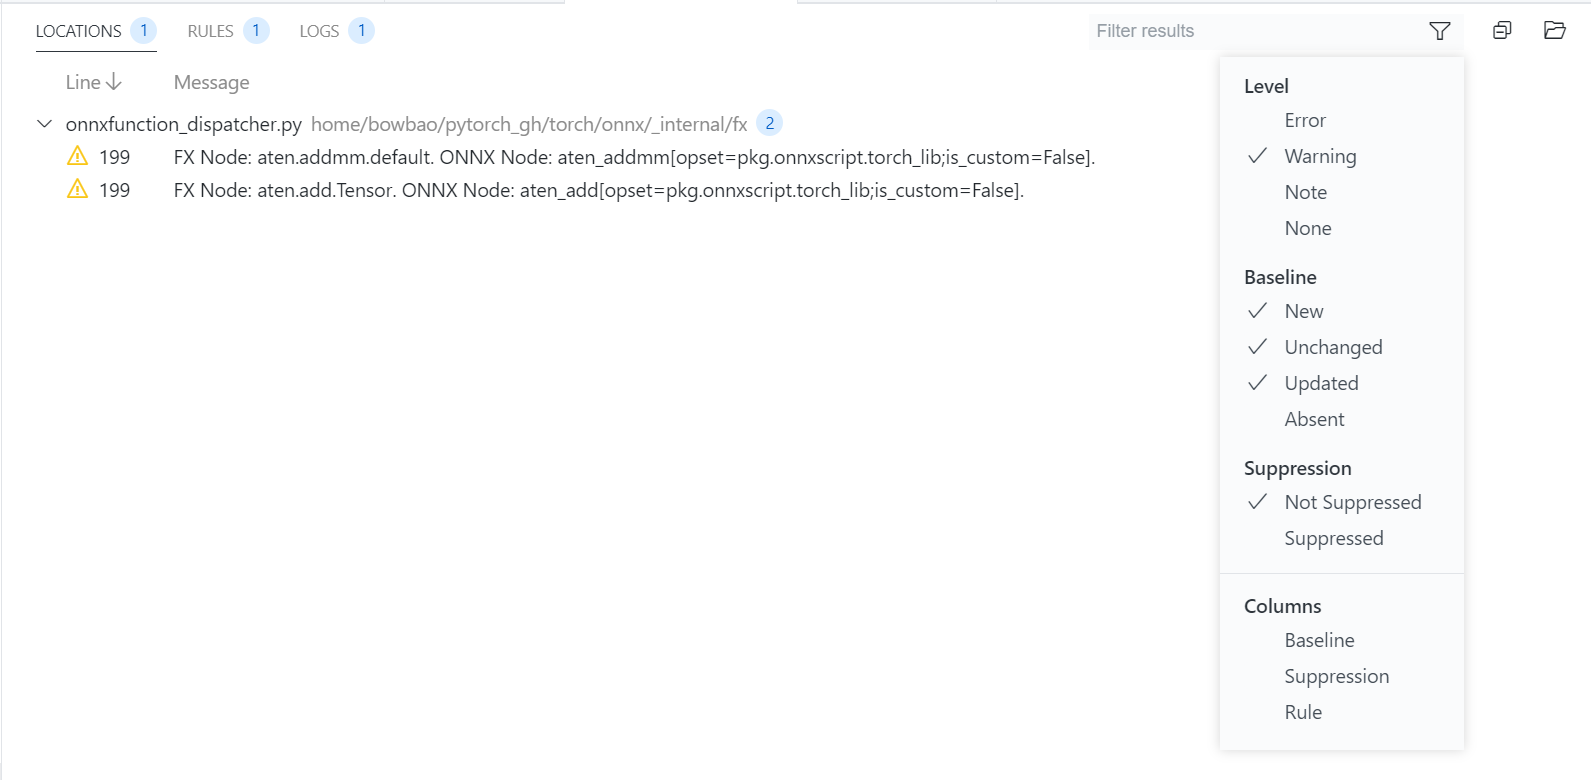 LOCATIONS 1 RULES 1 LOGS 1 Filter results
Line Message
onnxfunction_dispatcher.py home/bowbao/pytorch_gh/torch/onnx/_internal/fx 2
199 FX Node: aten.addmm.default. ONNX Node: aten_addmm[opset=pkg.onnxscript.torch_lib;is_custom=False].
199 FX Node: aten.add.Tensor. ONNX Node: aten_add[opset=pkg.onnxscript.torch_lib;is_custom=False].
Level
Error
Warning
Note
None
Baseline
New
Unchanged
Updated
Absent
Suppression
Not Suppressed
Suppressed
Columns
Baseline
Suppression
Rule